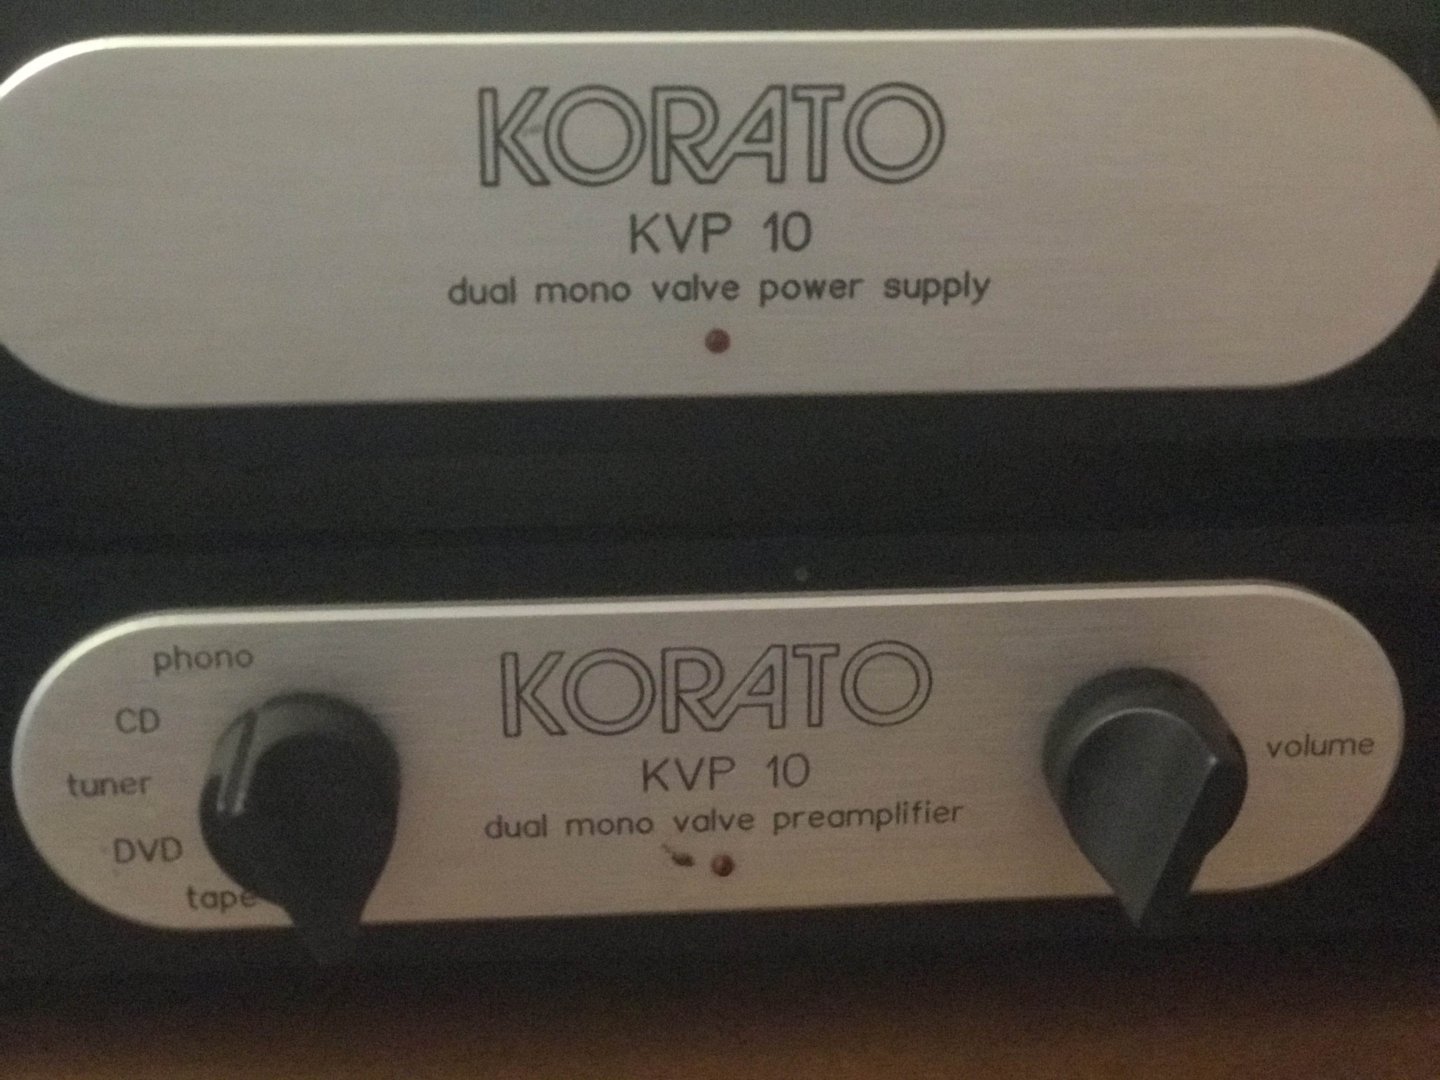 KORATO
KVP 10
dual mono valve power supply
phono
CD
tuner
DVD
tape
KORATO
KVP 10
dual mono valve preamplifier
volume